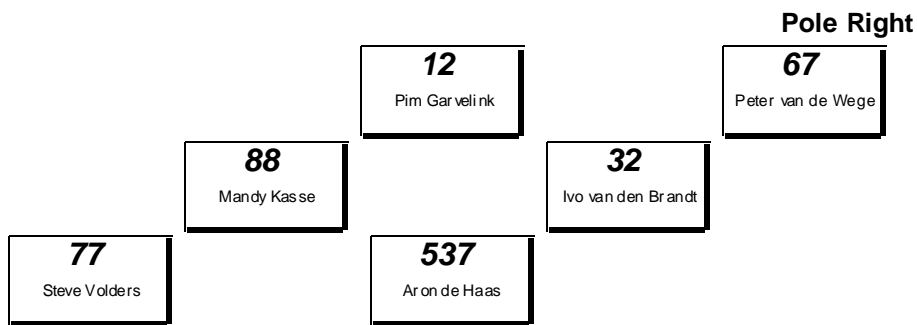 Pole Right
12
Pim Garvelink
67
Peter van de Wege
88
Mandy Kasse
32
Ivo van den Brandt
77
Steve Volders
537
Aron de Haas